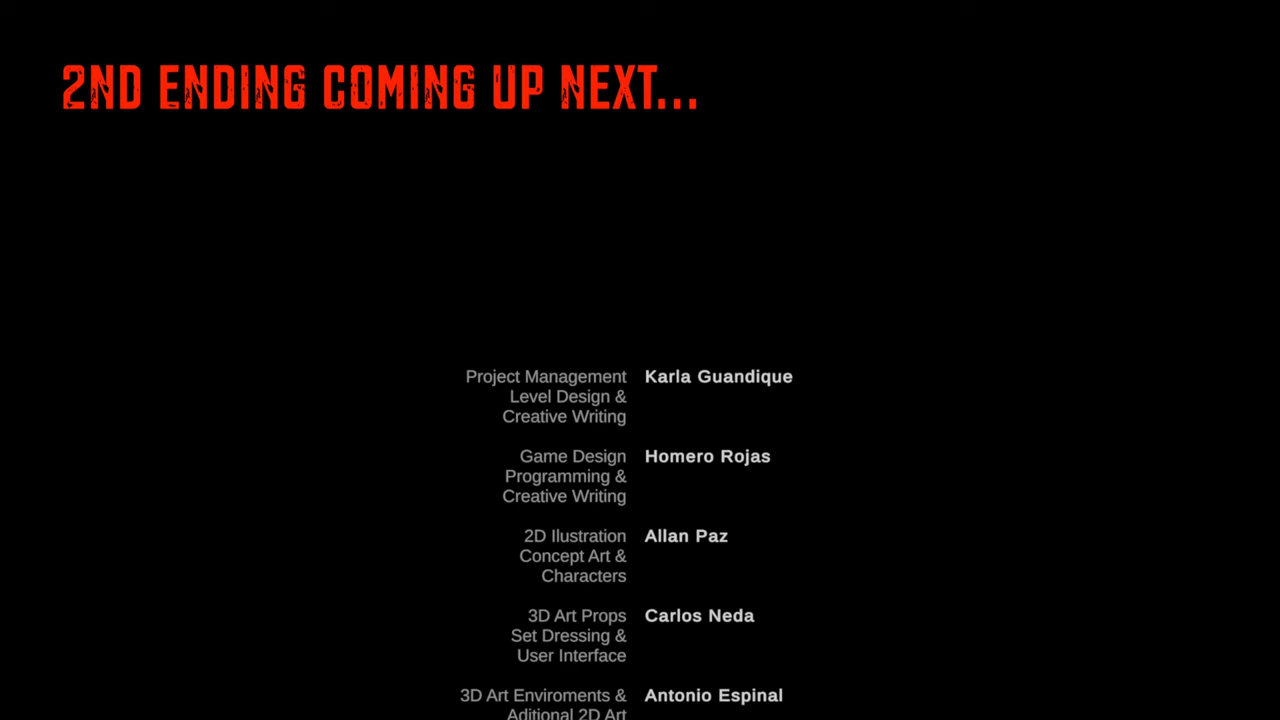 2ND ENDING COMING UP NEXT...
Project Management Karla Guandique
Level Design &
Creative Writing
Game Design Homero Rojas
Programming &
Creative Writing
2D Ilustration Allan Paz
Concept Art &
Characters
3D Art Props Carlos Neda
Set Dressing &
User Interface
3D Art Enviroments & Antonio Espinal
Aditional 2D Art